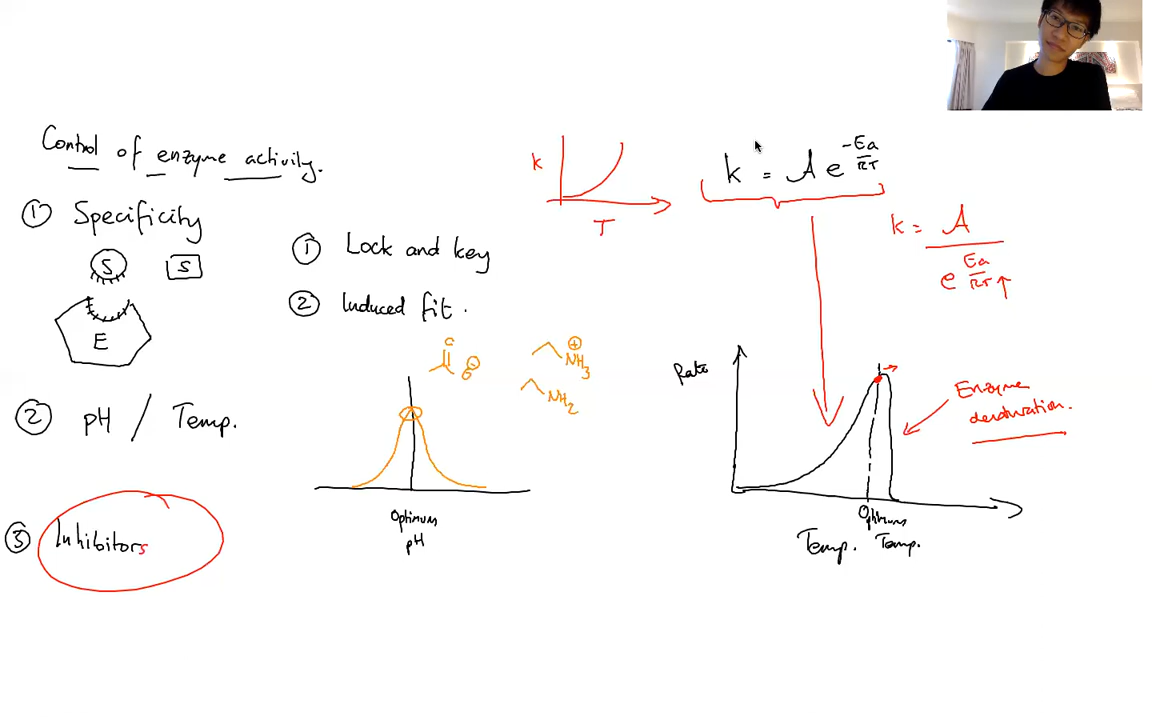 Control of enzyme activity.
① Specificity
S
S
E
① Lock and key
② Induced fit.
② pH / Temp.
③ Inhibitors
⊖
⊕
NH3
NH2
Optimum
pH
k
T
k = A e -Ea/RT
k = A
e Ea/RT ↑
Rate
Enzyme
Optimum
Temp.
Temp.